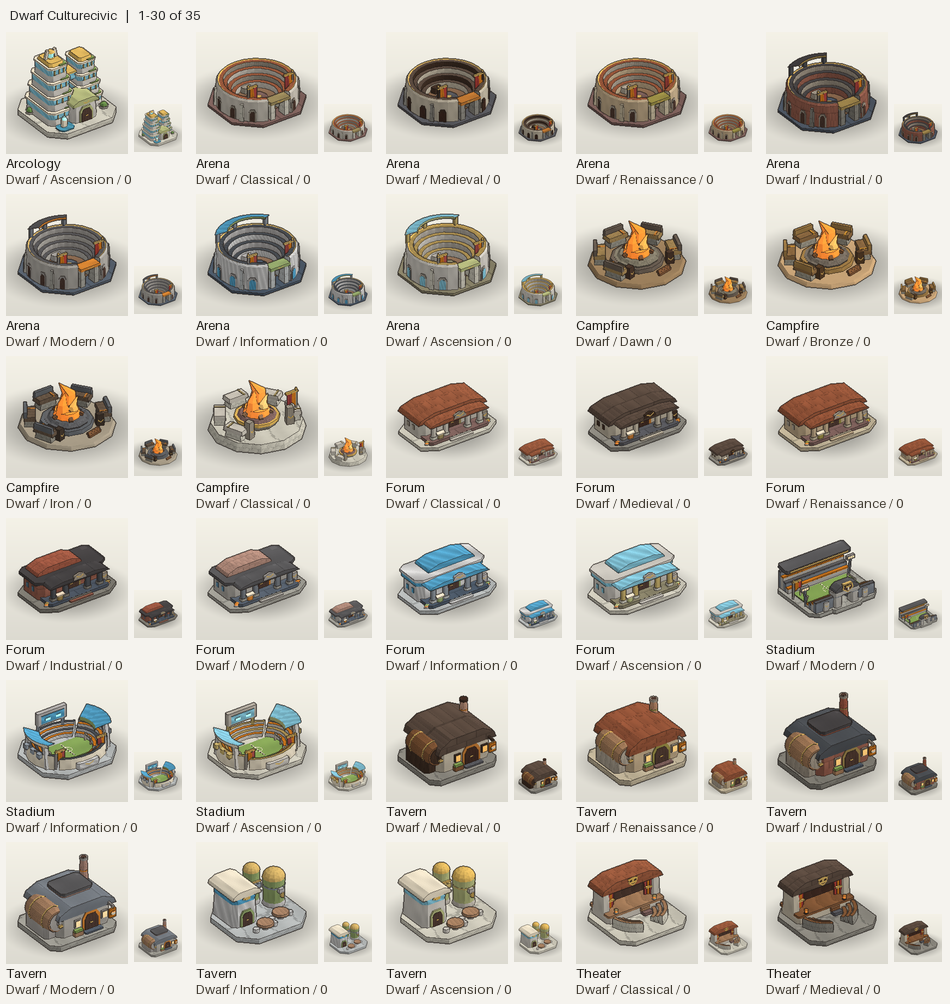 Dwarf Culturecivic | 1-30 of 35
Arcology
Dwarf / Ascension / 0
Arena
Dwarf / Classical / 0
Arena
Dwarf / Medieval / 0
Arena
Dwarf / Renaissance / 0
Arena
Dwarf / Industrial / 0
Arena
Dwarf / Modern / 0
Arena
Dwarf / Information / 0
Arena
Dwarf / Ascension / 0
Campfire
Dwarf / Dawn / 0
Campfire
Dwarf / Bronze / 0
Campfire
Dwarf / Iron / 0
Campfire
Dwarf / Classical / 0
Forum
Dwarf / Classical / 0
Forum
Dwarf / Medieval / 0
Forum
Dwarf / Renaissance / 0
Forum
Dwarf / Industrial / 0
Forum
Dwarf / Modern / 0
Forum
Dwarf / Information / 0
Forum
Dwarf / Ascension / 0
Stadium
Dwarf / Modern / 0
Stadium
Dwarf / Information / 0
Stadium
Dwarf / Ascension / 0
Tavern
Dwarf / Medieval / 0
Tavern
Dwarf / Renaissance / 0
Tavern
Dwarf / Industrial / 0
Tavern
Dwarf / Modern / 0
Tavern
Dwarf / Information / 0
Tavern
Dwarf / Ascension / 0
Theater
Dwarf / Classical / 0
Theater
Dwarf / Medieval / 0